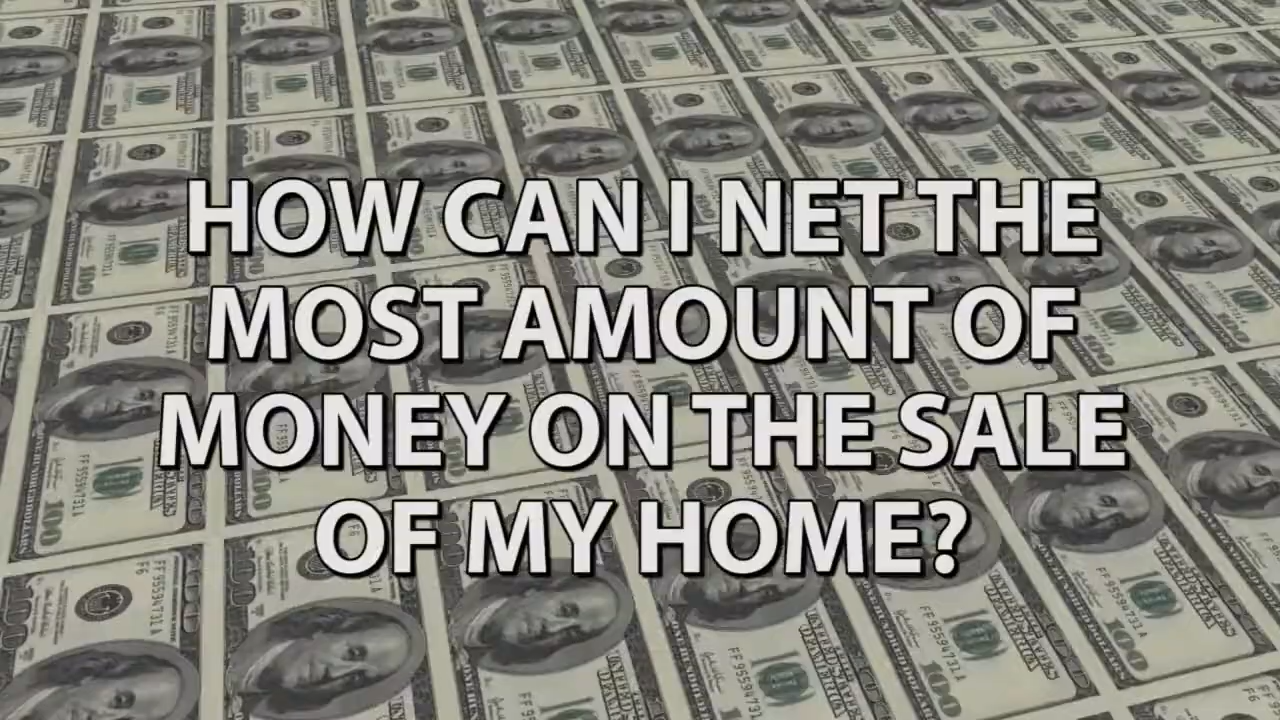 HOW CAN I NET THE
MOST AMOUNT OF
MONEY ON THE SALE
OF MY HOME?